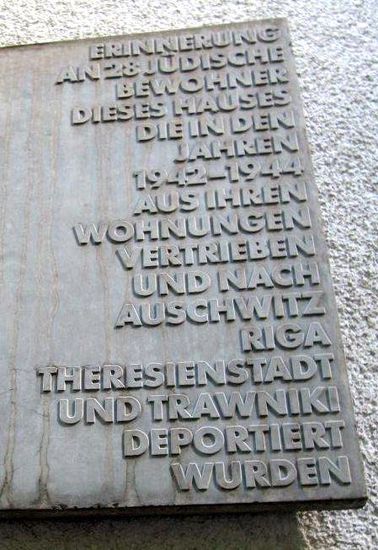 ERINNERUNG
AN 28 JÜDISCHE
BEWOHNER
DIESES HAUSES
DIE IN DEN
JAHREN
1942–1944
AUS IHREN
WOHNUNGEN
VERTRIEBEN
UND NACH
AUSCHWITZ
RIGA
THERESIENSTADT
UND TRAWNIKI
DEPORTIERT
WURDEN